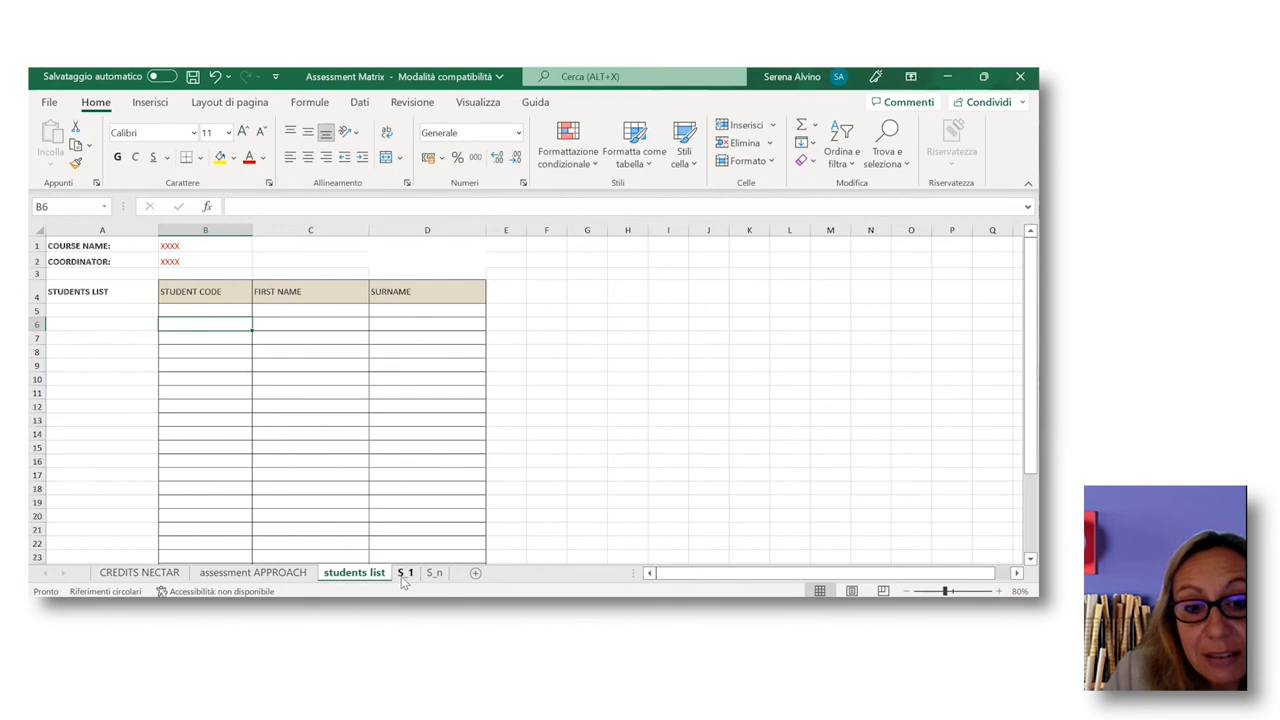 Salvataggio automatico
Assessment Matrix - Modalità compatibilità
Cerca (ALT+X)
Serena Alvino SA
File Home Inserisci Layout di pagina Formule Dati Revisione Visualizza Guida
Commenti Condividi
Incolla
Calibri 11
G C S A
Generale
% 000
Formattazione condizionale
Formatta come tabella
Stili cella
Inserisci
Elimina
Formato
Ordina e filtra
Trova e seleziona
Riservatezza
Appunti Carattere Allineamento Numeri Stili Celle Modifica Riservatezza
B6 fx
A B C D E F G H I J K L M N O P Q
1 COURSE NAME: XXXX
2 COORDINATOR: XXXX
3
4 STUDENTS LIST STUDENT CODE FIRST NAME SURNAME
5
6
7
8
9
10
11
12
13
14
15
16
17
18
19
20
21
22
23
CREDITS NECTAR assessment APPROACH students list S_1 S_n
Pronto Riferimenti circolari Accessibilità: non disponibile 80%